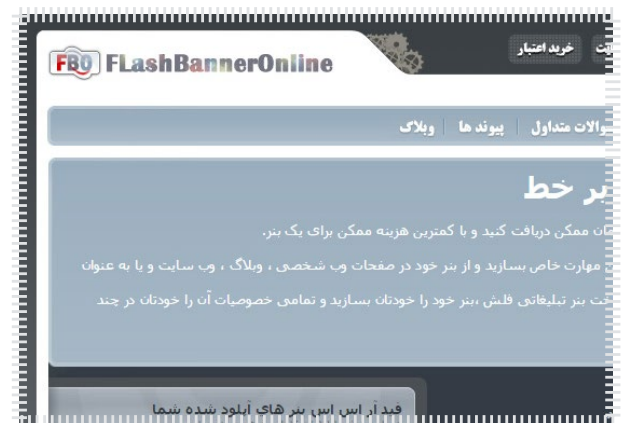 FBO FLashBannerOnline
خرید اعتبار
متداول پیوند ها وبلاگ
بر خط
ممکن دریافت کنید و با کمترین هزینه ممکن برای یک بنر.
مهارت خاص بسازید و از بنر خود در صفحات وب شخصی ، وبلاگ ، وب سایت و یا به عنوان
بنر تبلیغاتی فلش ،بنر خود را خودتان بسازید و تمامی خصوصیات آن را خودتان در چند
فید آر اس اس بنر های آپلود شده شما